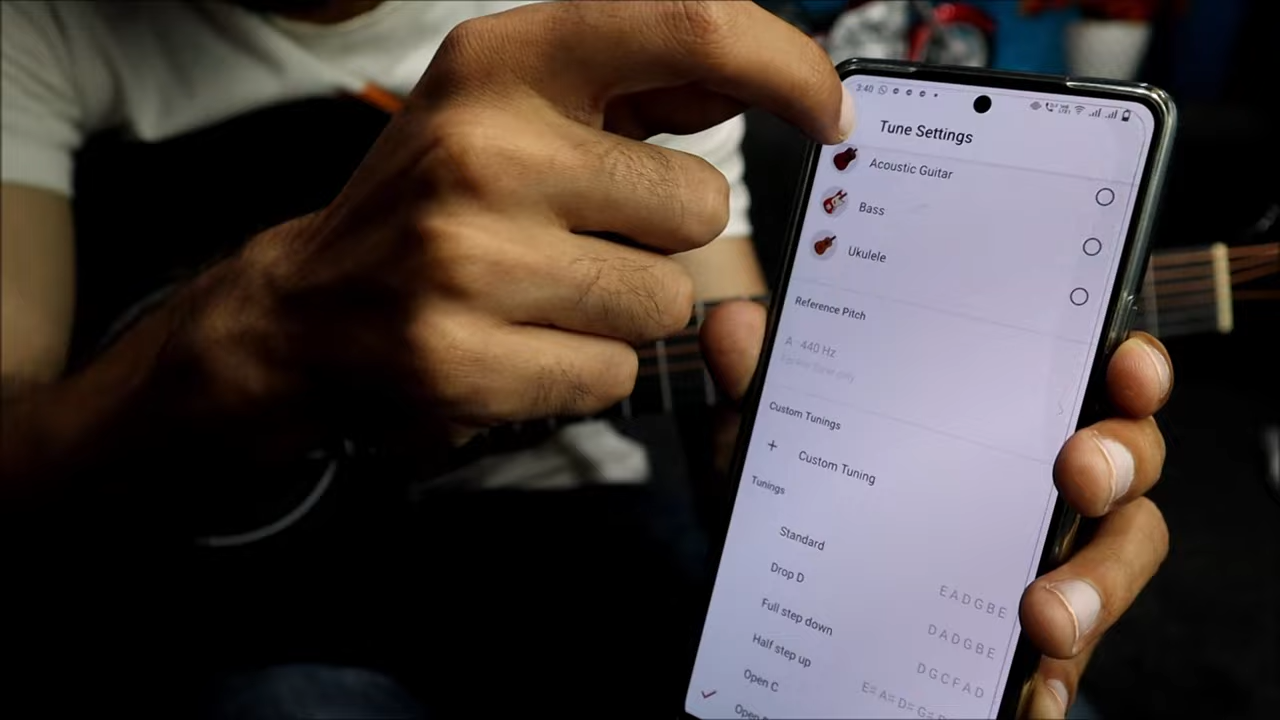 3:40
Tune Settings
Acoustic Guitar
Bass
Ukulele
Reference Pitch
A 440 Hz
Custom Tunings
+ Custom Tuning
Tunings
Standard EADGBE
Drop D DADGBE
Full step down DGCFAD
Half step up
Open C
Open